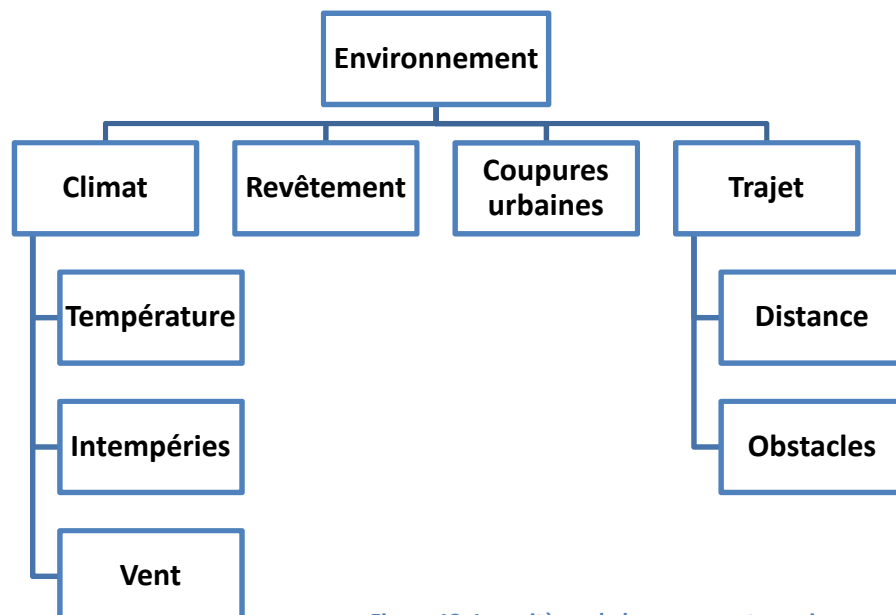 Environnement
Climat
Revêtement
Coupures
urbaines
Trajet
Température
Distance
Intempéries
Obstacles
Vent